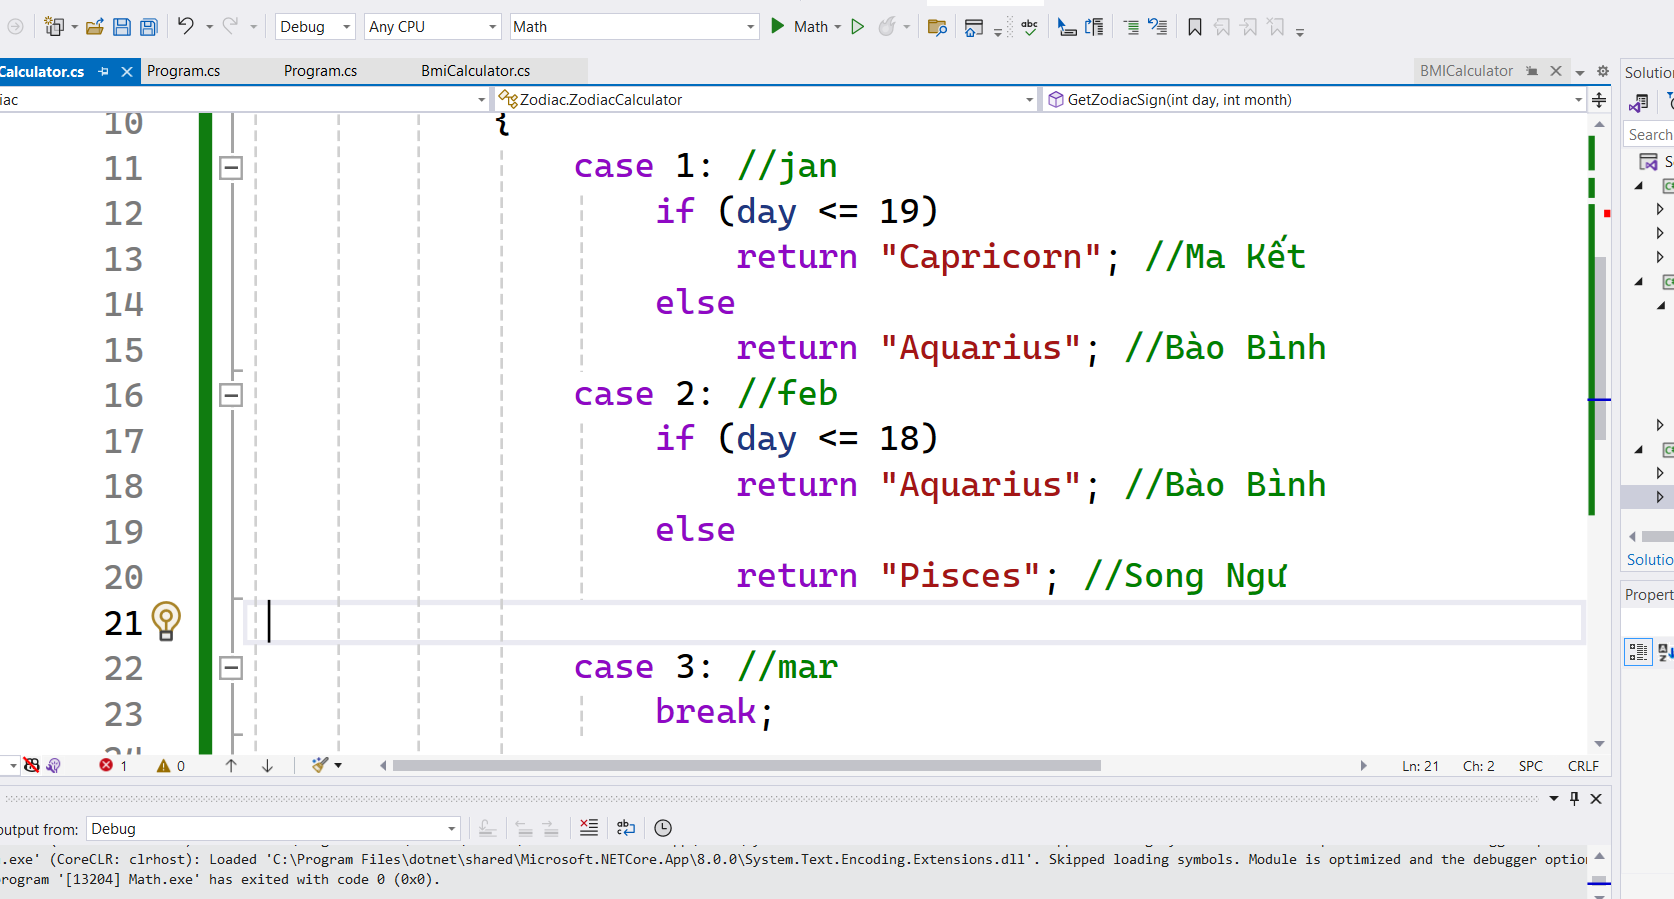 Debug Any CPU Math Math
Calculator.cs Program.cs Program.cs BmiCalculator.cs BMICalculator
iac Zodiac.ZodiacCalculator GetZodiacSign(int day, int month)
Solution
Search
10 {
11 case 1: //jan
12 if (day <= 19)
13 return "Capricorn"; //Ma Kết
14 else
15 return "Aquarius"; //Bào Bình
16 case 2: //feb
17 if (day <= 18)
18 return "Aquarius"; //Bào Bình
19 else
20 return "Pisces"; //Song Ngư
21
22 case 3: //mar
23 break;
Solutio
Propert
1 0 Ln: 21 Ch: 2 SPC CRLF
output from: Debug
.exe' (CoreCLR: clrhost): Loaded 'C:\Program Files\dotnet\shared\Microsoft.NETCore.App\8.0.0\System.Text.Encoding.Extensions.dll'. Skipped loading symbols. Module is optimized and the debugger option
program '[13204] Math.exe' has exited with code 0 (0x0).